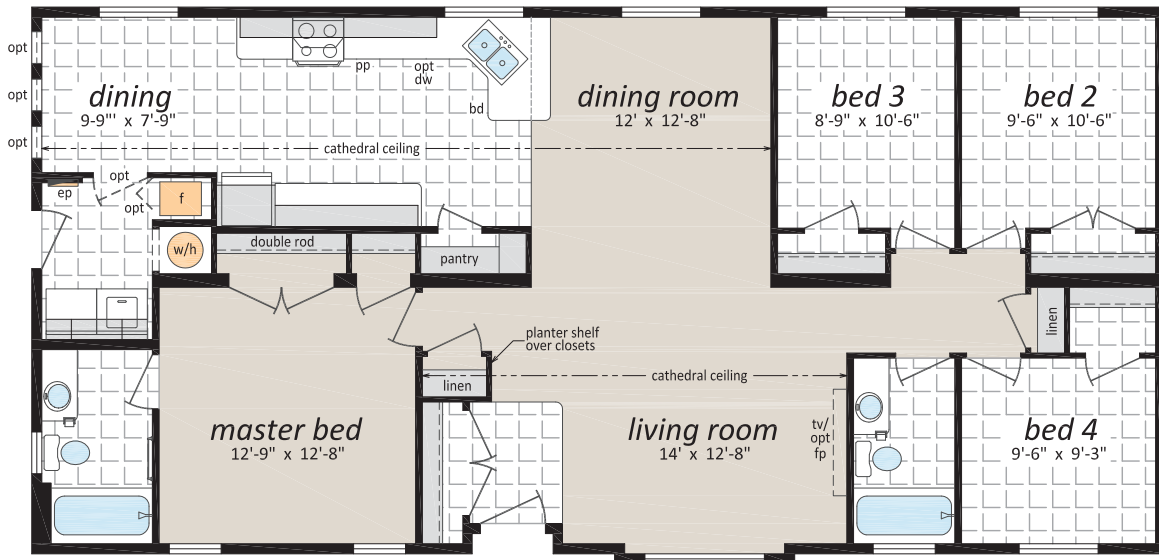 opt
opt
opt
dining
9-9"' x 7'-9"
pp
opt
dw
bd
dining room
12' x 12'-8"
bed 3
8'-9" x 10'-6"
bed 2
9'-6" x 10'-6"
cathedral ceiling
ep
opt
opt
f
w/h
double rod
pantry
planter shelf
over closets
linen
cathedral ceiling
linen
master bed
12'-9" x 12'-8"
living room
14' x 12'-8"
tv/
opt
fp
bed 4
9'-6" x 9'-3"